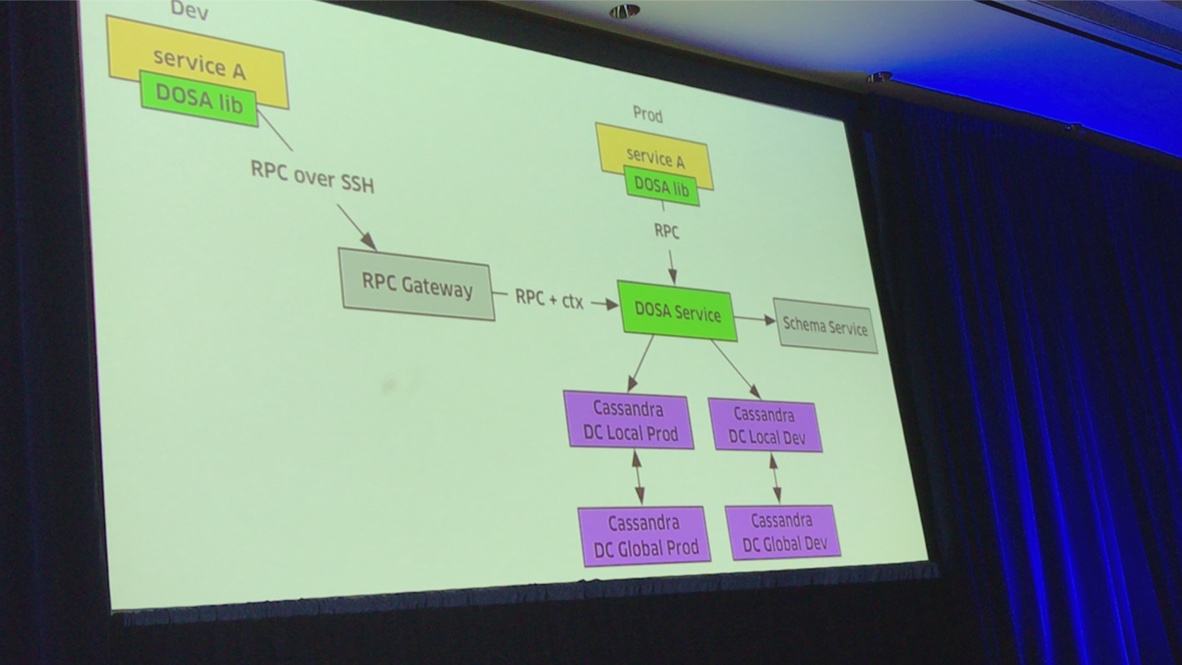 Dev
service A
DOSA lib
RPC over SSH
Prod
service A
DOSA lib
RPC
RPC Gateway
RPC + ctx
DOSA Service
Schema Service
Cassandra
DC Local Prod
Cassandra
DC Local Dev
Cassandra
DC Global Prod
Cassandra
DC Global Dev